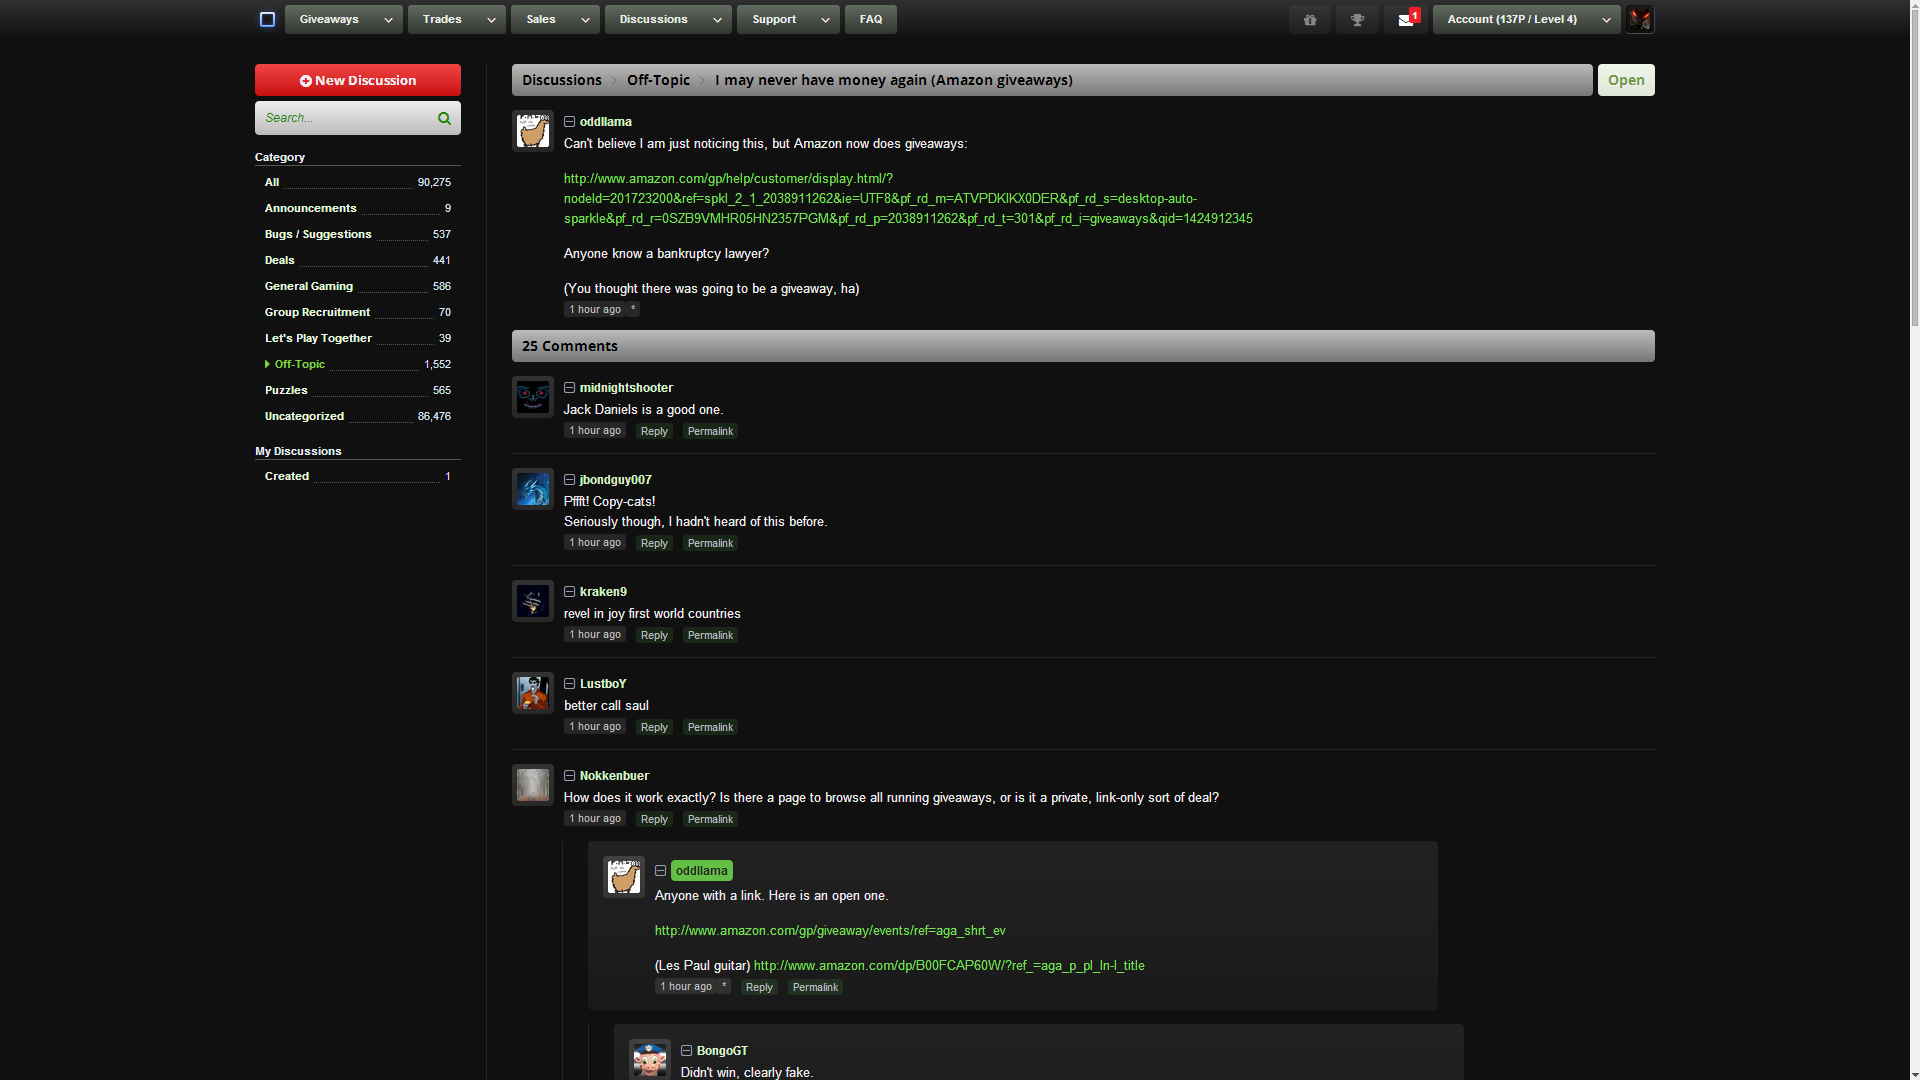 Giveaways
Trades
Sales
Discussions
Support
FAQ
1
Account (137P / Level 4)
New Discussion
Search...
Category
All 90,275
Announcements 9
Bugs / Suggestions 537
Deals 441
General Gaming 586
Group Recruitment 70
Let's Play Together 39
Off-Topic 1,552
Puzzles 565
Uncategorized 86,476
My Discussions
Created 1
Discussions Off-Topic I may never have money again (Amazon giveaways)
Open
oddllama
Can't believe I am just noticing this, but Amazon now does giveaways:
http://www.amazon.com/gp/help/customer/display.html/?
nodeId=201723200&ref=spkl_2_1_2038911262&ie=UTF8&pf_rd_m=ATVPDKIKX0DER&pf_rd_s=desktop-auto-
sparkle&pf_rd_r=0SZB9VMHR05HN2357PGM&pf_rd_p=2038911262&pf_rd_t=301&pf_rd_i=giveaways&qid=1424912345
Anyone know a bankruptcy lawyer?
(You thought there was going to be a giveaway, ha)
1 hour ago *
25 Comments
midnightshooter
Jack Daniels is a good one.
1 hour ago Reply Permalink
jbondguy007
Pffft! Copy-cats!
Seriously though, I hadn't heard of this before.
1 hour ago Reply Permalink
kraken9
revel in joy first world countries
1 hour ago Reply Permalink
LustboY
better call saul
1 hour ago Reply Permalink
Nokkenbuer
How does it work exactly? Is there a page to browse all running giveaways, or is it a private, link-only sort of deal?
1 hour ago Reply Permalink
oddllama
Anyone with a link. Here is an open one.
http://www.amazon.com/gp/giveaway/events/ref=aga_shrt_ev
(Les Paul guitar) http://www.amazon.com/dp/B00FCAP60W/?ref_=aga_p_pl_ln-l_title
1 hour ago * Reply Permalink
BongoGT
Didn't win, clearly fake.